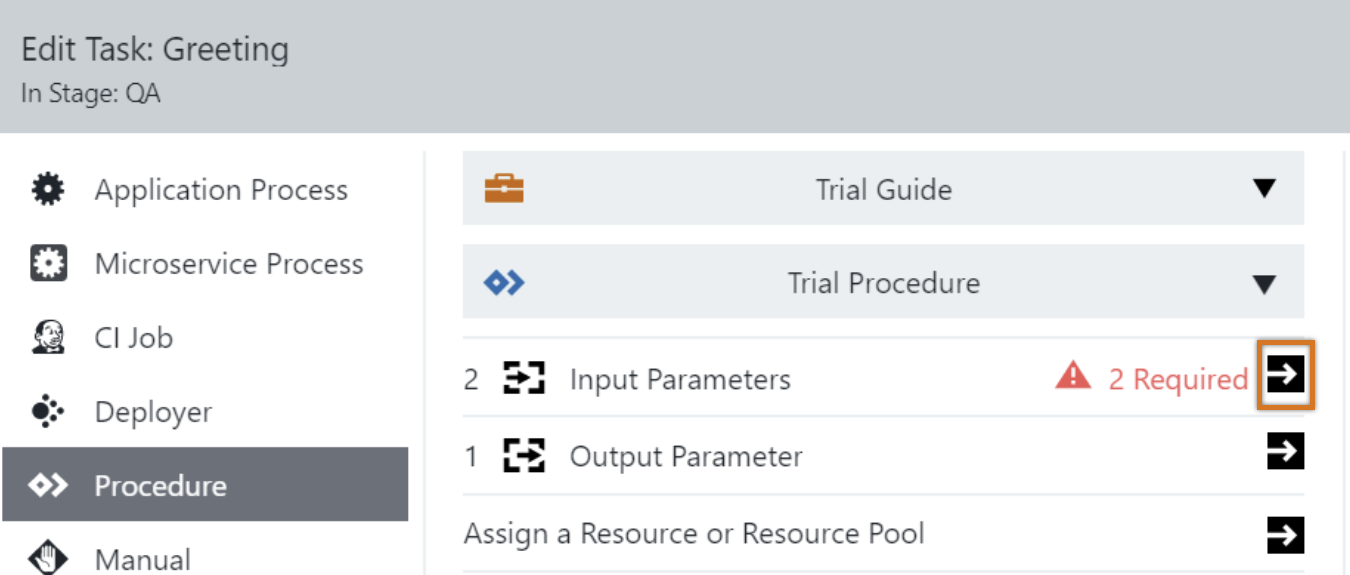 Edit Task: Greeting
In Stage: QA
Application Process
Microservice Process
CI Job
Deployer
Procedure
Manual
Trial Guide
Trial Procedure
2 Input Parameters 2 Required
1 Output Parameter
Assign a Resource or Resource Pool